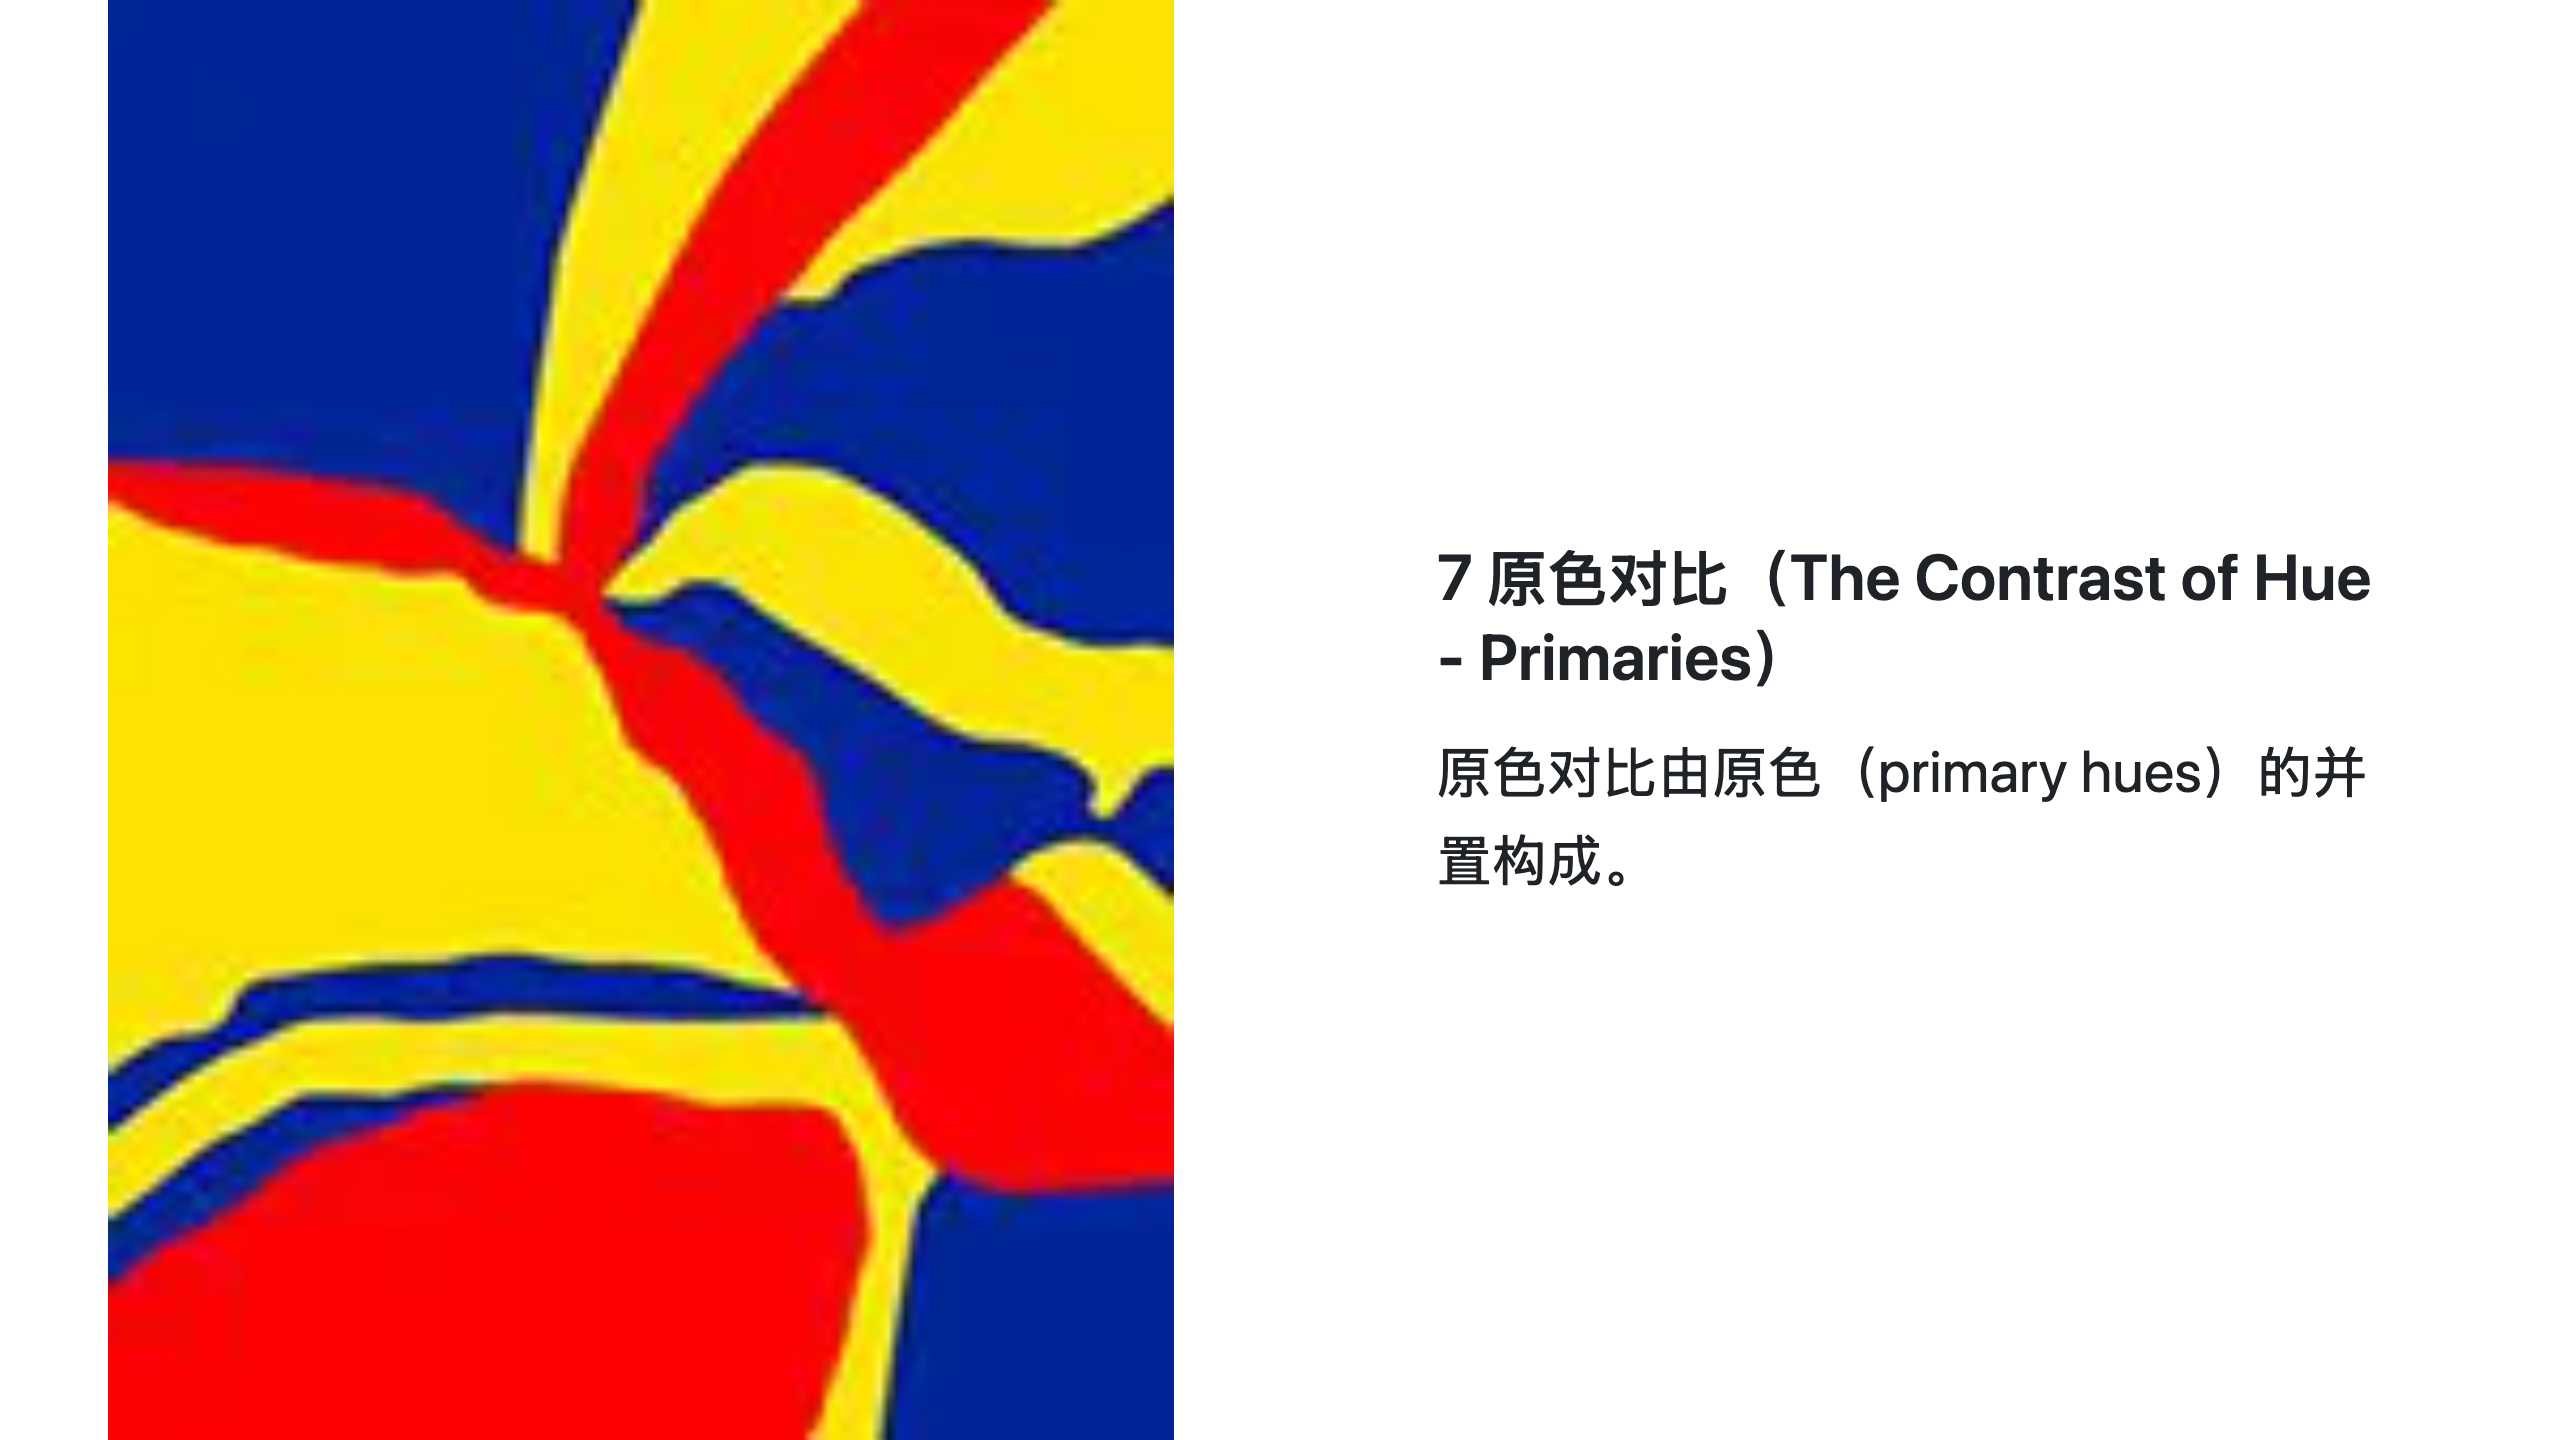 7 原色对比（The Contrast of Hue
- Primaries）
原色对比由原色（primary hues）的并
置构成。